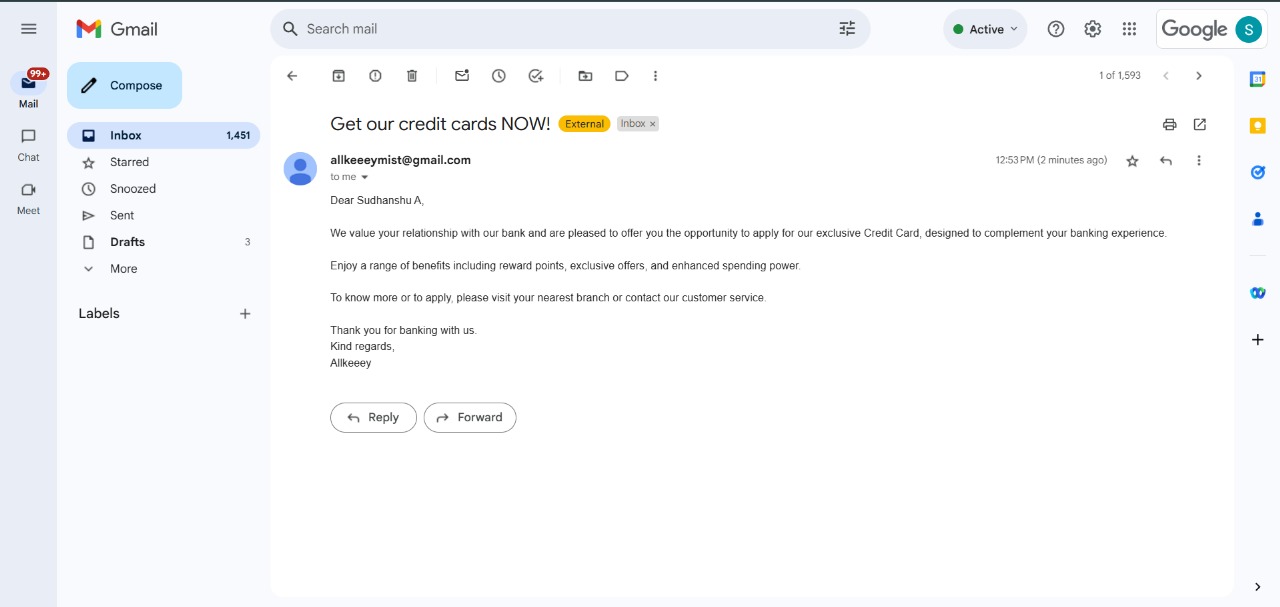 Gmail
Search mail
Active
Google
S
99+
Mail
Chat
Meet
Compose
Inbox 1,451
Starred
Snoozed
Sent
Drafts 3
More
Labels
1 of 1,593
Get our credit cards NOW! External Inbox ×
allkeeeymist@gmail.com
12:53 PM (2 minutes ago)
to me
Dear Sudhanshu A,
We value your relationship with our bank and are pleased to offer you the opportunity to apply for our exclusive Credit Card, designed to complement your banking experience.
Enjoy a range of benefits including reward points, exclusive offers, and enhanced spending power.
To know more or to apply, please visit your nearest branch or contact our customer service.
Thank you for banking with us.
Kind regards,
Allkeeey
Reply
Forward
31